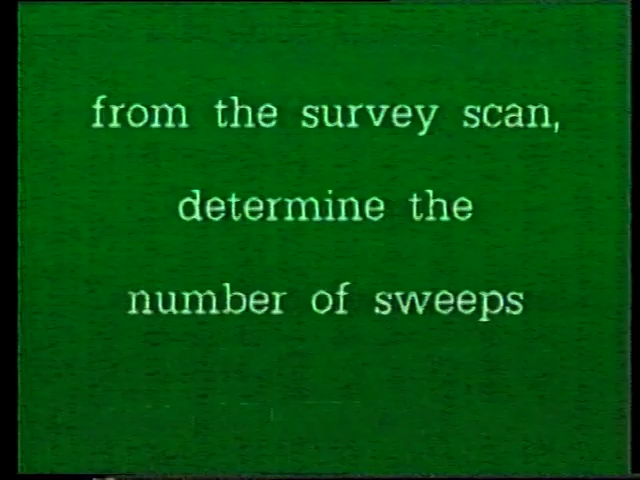 from the survey scan,
determine the
number of sweeps